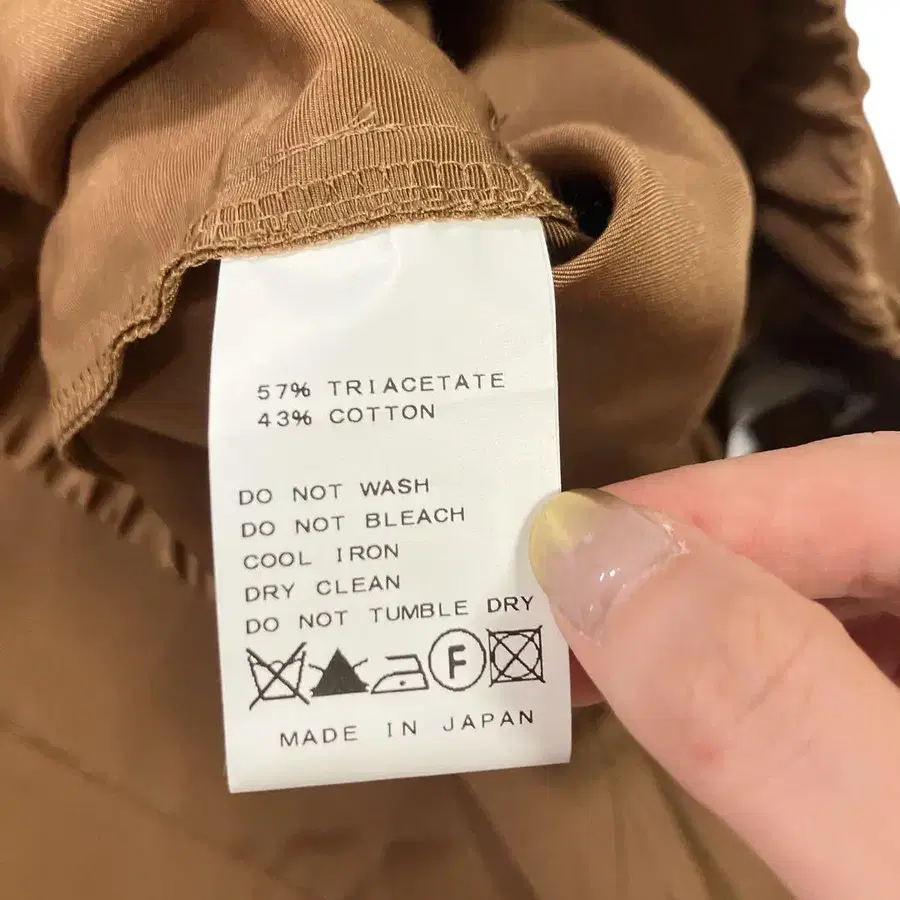 57% TRIACETATE
43% COTTON
DO NOT WASH
DO NOT BLEACH
COOL IRON
DRY CLEAN
DO NOT TUMBLE DRY
F
MADE IN JAPAN